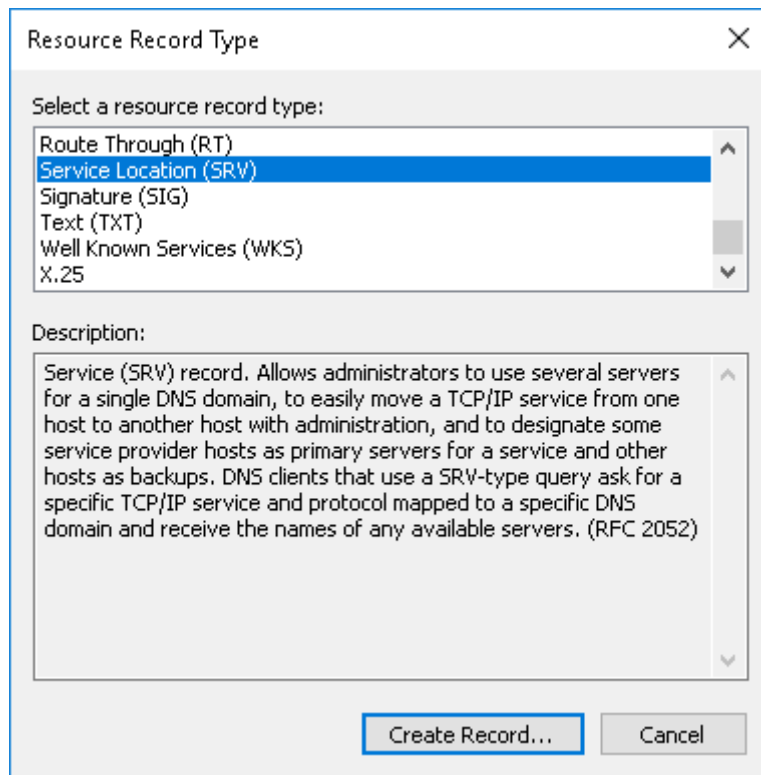 Resource Record Type
Select a resource record type:
Route Through (RT)
Service Location (SRV)
Signature (SIG)
Text (TXT)
Well Known Services (WKS)
X.25
Description:
Service (SRV) record. Allows administrators to use several servers
for a single DNS domain, to easily move a TCP/IP service from one
host to another host with administration, and to designate some
service provider hosts as primary servers for a service and other
hosts as backups. DNS clients that use a SRV-type query ask for a
specific TCP/IP service and protocol mapped to a specific DNS
domain and receive the names of any available servers. (RFC 2052)
Create Record...
Cancel